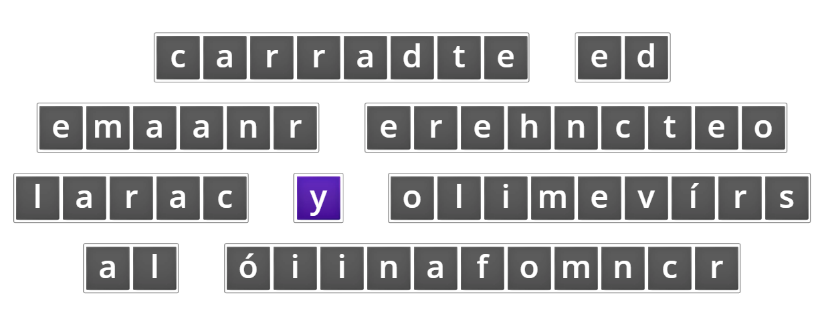 carradte ed
emaanr erehncteo
larac y olimevírs
al óiinafomncr